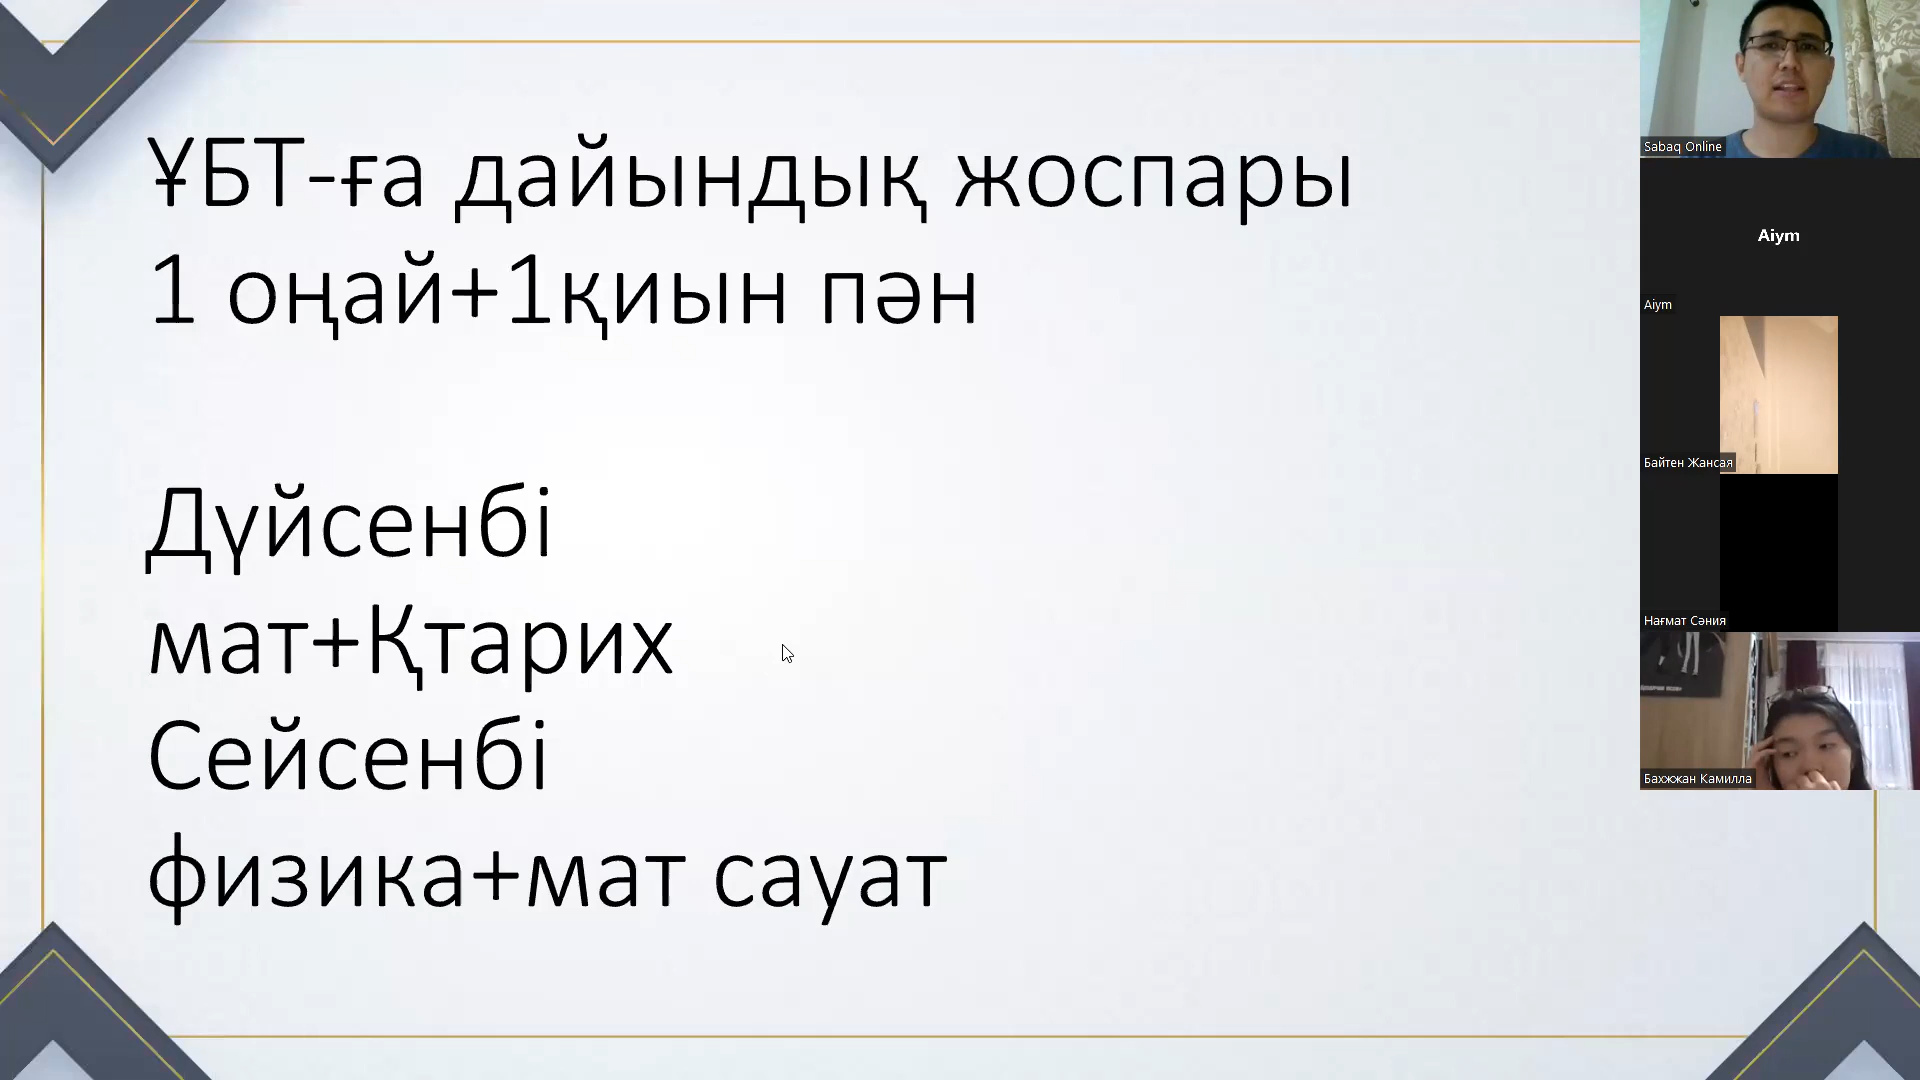 ҰБТ-ға дайындық жоспары
1 оңай+1қиын пән
Дүйсенбі
мат+Қтарих
Сейсенбі
физика+мат сауат
Sabaq Online
Aiym
Aiym
Байтен Жансая
Нағмат Сәния
Бахжжан Камилла